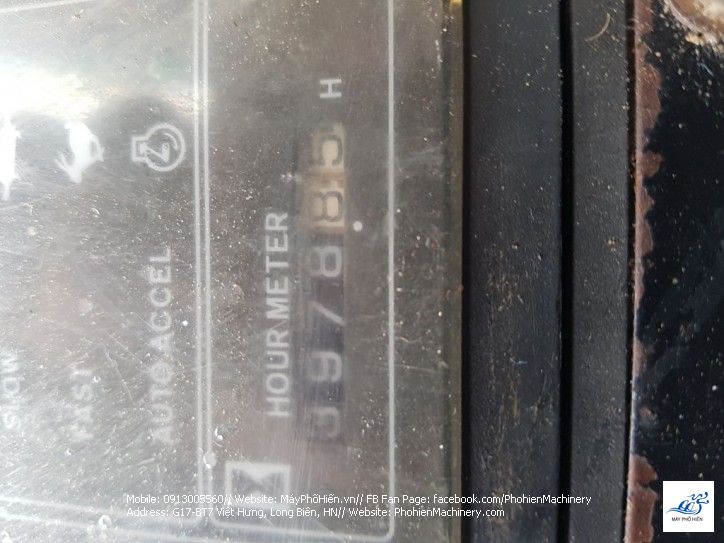 SLOW
FAST
AUTO ACCEL
HOUR METER
H
Mobile: 0913005560// Website: MáyPhốHiến.vn// FB Fan Page: facebook.com/PhohienMachinery
Address: G17-BT7 Việt Hưng, Long Biên, HN// Website: PhohienMachinery.com
MÁY PHỐ HIẾN